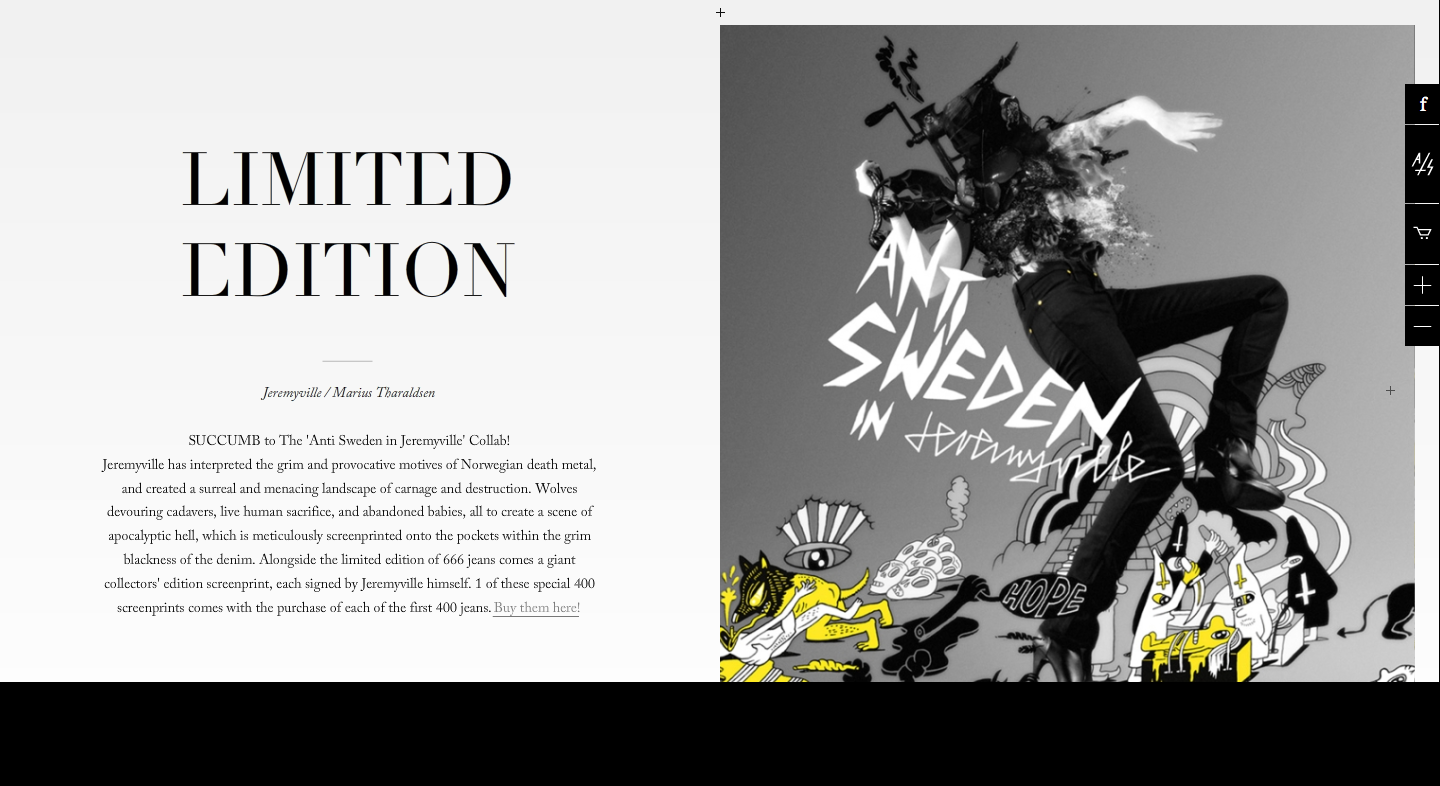 LIMITED
EDITION
Jeremyville / Marius Tharaldsen
SUCCUMB to The 'Anti Sweden in Jeremyville' Collab!
Jeremyville has interpreted the grim and provocative motives of Norwegian death metal,
and created a surreal and menacing landscape of carnage and destruction. Wolves
devouring cadavers, live human sacrifice, and abandoned babies, all to create a scene of
apocalyptic hell, which is meticulously screenprinted onto the pockets within the grim
blackness of the denim. Alongside the limited edition of 666 jeans comes a giant
collectors' edition screenprint, each signed by Jeremyville himself. 1 of these special 400
screenprints comes with the purchase of each of the first 400 jeans. Buy them here!
ANTI
SWEDEN
IN Jeremyville
HOPE
f
A/S